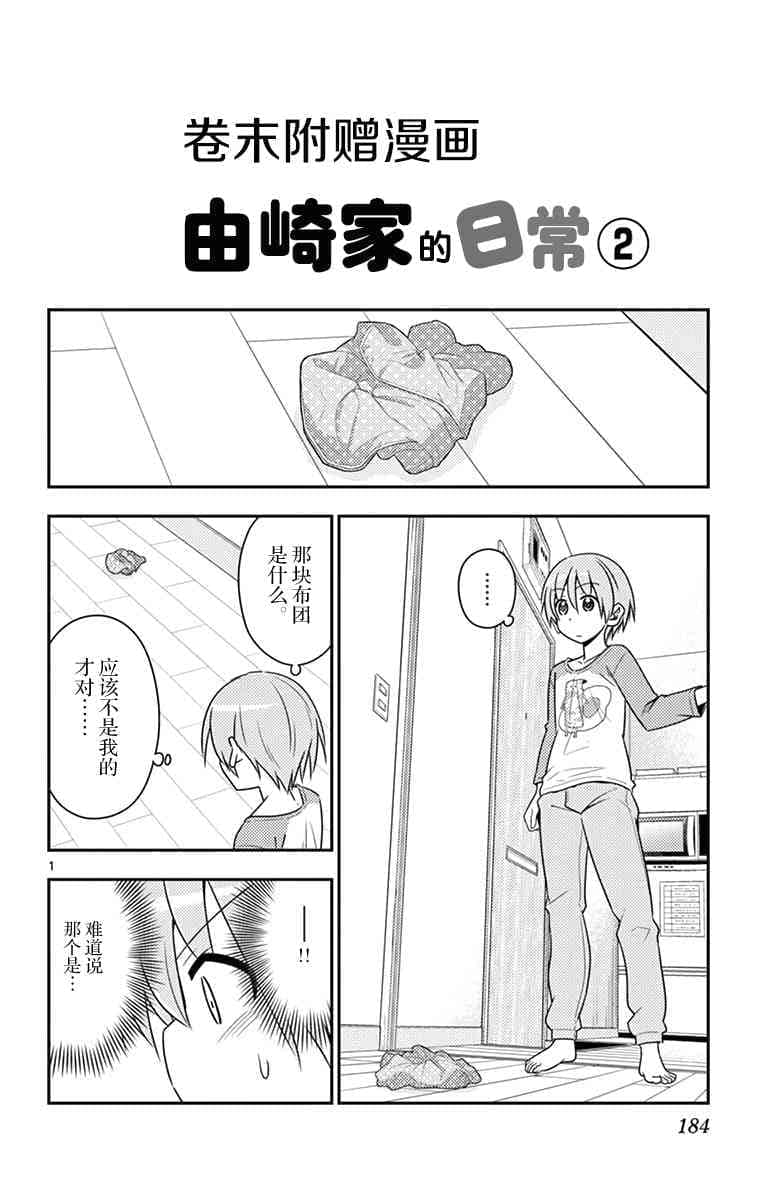 卷末附赠漫画
由崎家的日常②
……
那块布团
是什么。
应该不是我的
才对……
1
—!!
难道说
那个是…
184